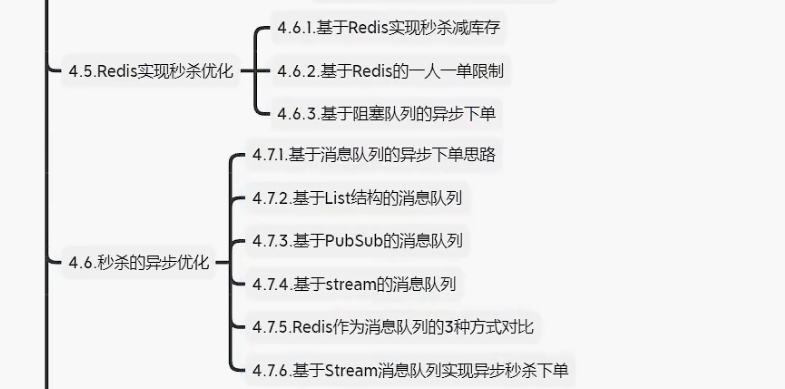 4.5.Redis实现秒杀优化
4.6.1.基于Redis实现秒杀减库存
4.6.2.基于Redis的一人一单限制
4.6.3.基于阻塞队列的异步下单
4.6.秒杀的异步优化
4.7.1.基于消息队列的异步下单思路
4.7.2.基于List结构的消息队列
4.7.3.基于PubSub的消息队列
4.7.4.基于stream的消息队列
4.7.5.Redis作为消息队列的3种方式对比
4.7.6.基于Stream消息队列实现异步秒杀下单